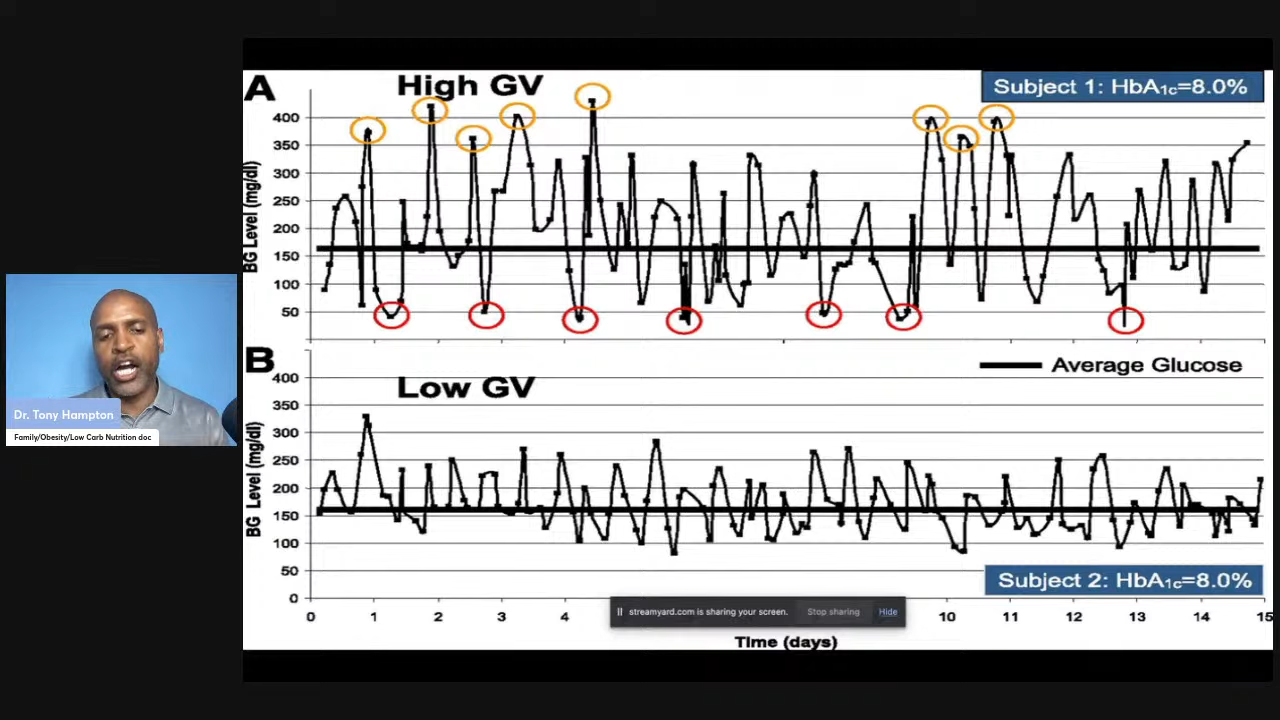 A
High GV
Subject 1: HbA1c=8.0%
BG Level (mg/dl)
400
350
300
250
200
150
100
50
B
Low GV
Average Glucose
BG Level (mg/dl)
400
350
300
250
200
150
100
50
0
Subject 2: HbA1c=8.0%
0 1 2 3 4 10 11 12 13 14 15
Time (days)
streamyard.com is sharing your screen. Stop sharing Hide
Dr. Tony Hampton
Family/Obesity/Low Carb Nutrition doc